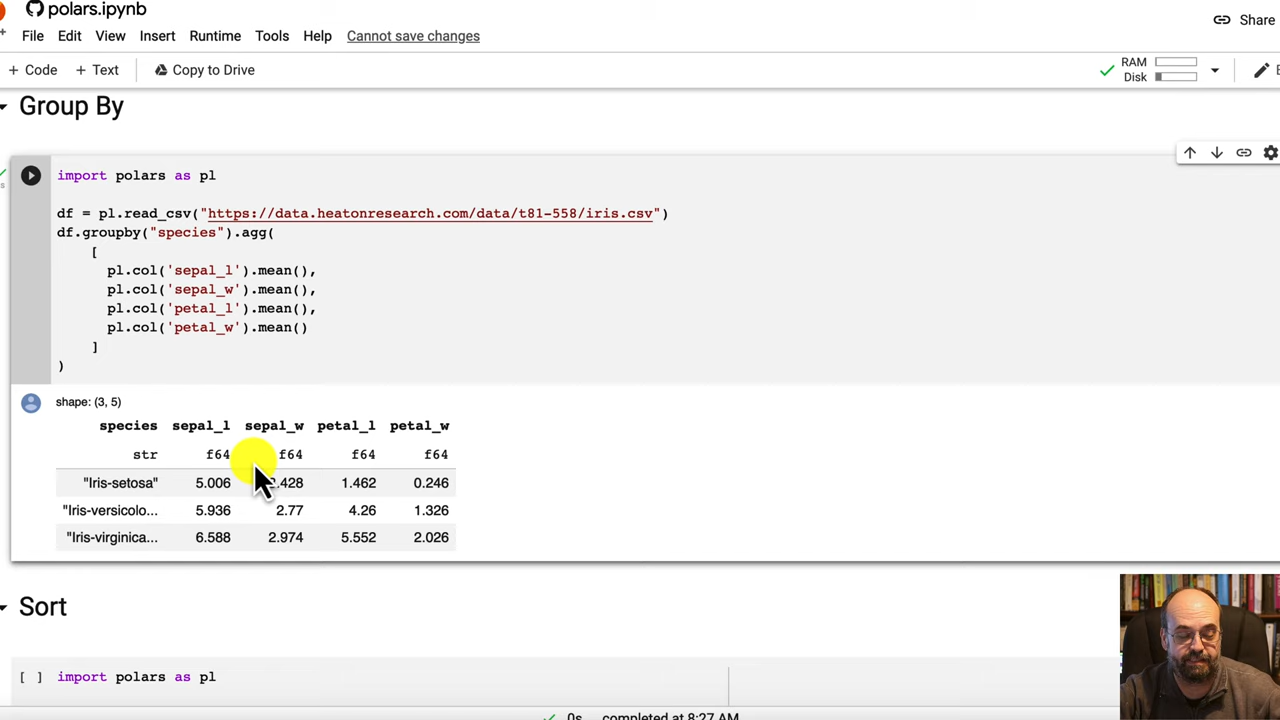 polars.ipynb
Share
File Edit View Insert Runtime Tools Help Cannot save changes
+ Code + Text Copy to Drive
RAM
Disk
Group By
import polars as pl
df = pl.read_csv("https://data.heatonresearch.com/data/t81-558/iris.csv")
df.groupby("species").agg(
[
pl.col('sepal_l').mean(),
pl.col('sepal_w').mean(),
pl.col('petal_l').mean(),
pl.col('petal_w').mean()
]
)
shape: (3, 5)
species sepal_l sepal_w petal_l petal_w
str f64 f64 f64 f64
"Iris-setosa" 5.006 .428 1.462 0.246
"Iris-versicolo... 5.936 2.77 4.26 1.326
"Iris-virginica... 6.588 2.974 5.552 2.026
Sort
[ ] import polars as pl
0s completed at 8:27 AM